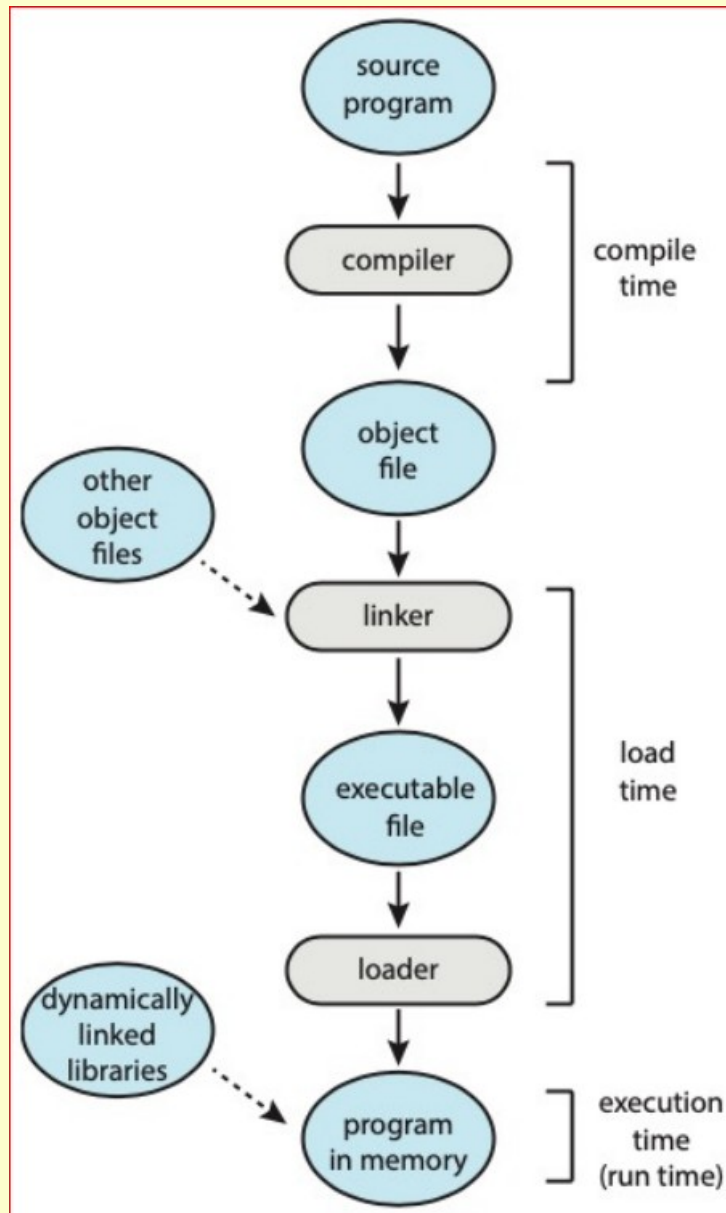 source
program
compiler
compile
time
object
file
other
object
files
linker
load
time
executable
file
loader
dynamically
linked
libraries
program
in memory
execution
time
(run time)